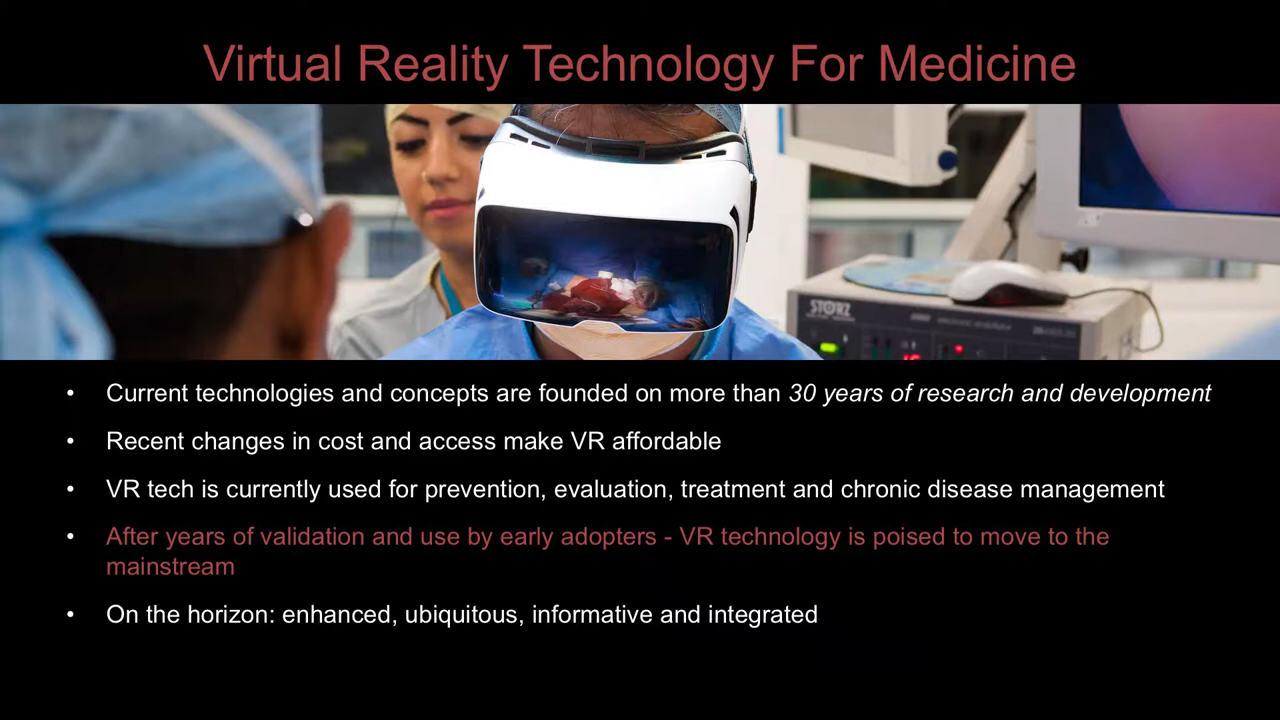 Virtual Reality Technology For Medicine
STORZ
• Current technologies and concepts are founded on more than 30 years of research and development
• Recent changes in cost and access make VR affordable
• VR tech is currently used for prevention, evaluation, treatment and chronic disease management
• After years of validation and use by early adopters - VR technology is poised to move to the
mainstream
• On the horizon: enhanced, ubiquitous, informative and integrated